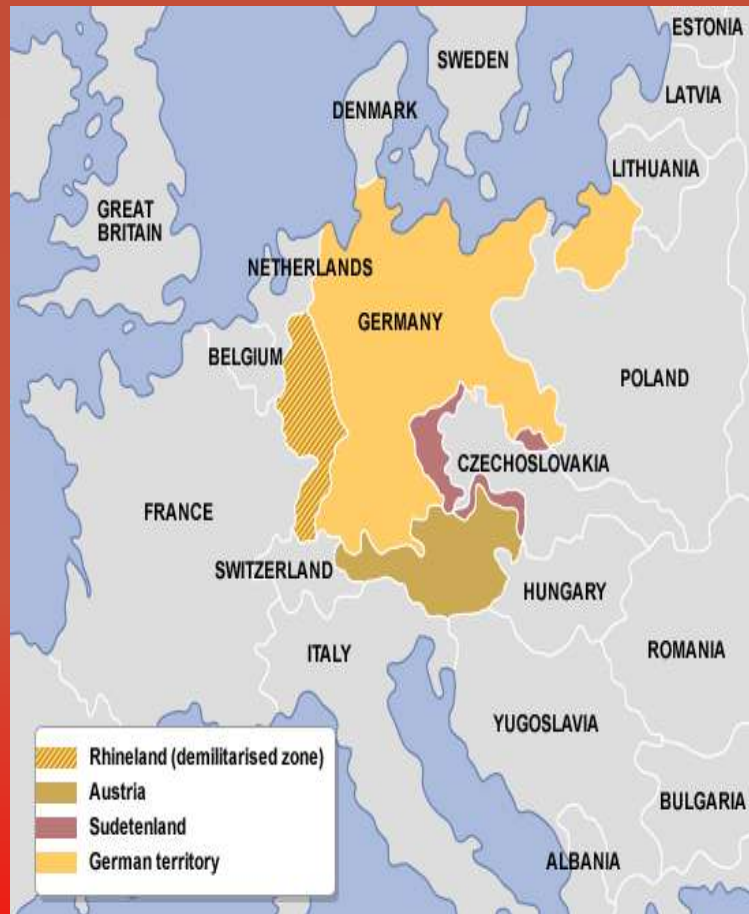 ESTONIA
SWEDEN
LATVIA
DENMARK
LITHUANIA
GREAT
BRITAIN
NETHERLANDS
GERMANY
BELGIUM
POLAND
CZECHOSLOVAKIA
FRANCE
SWITZERLAND
HUNGARY
ITALY
ROMANIA
YUGOSLAVIA
BULGARIA
ALBANIA
Rhineland (demilitarised zone)
Austria
Sudetenland
German territory